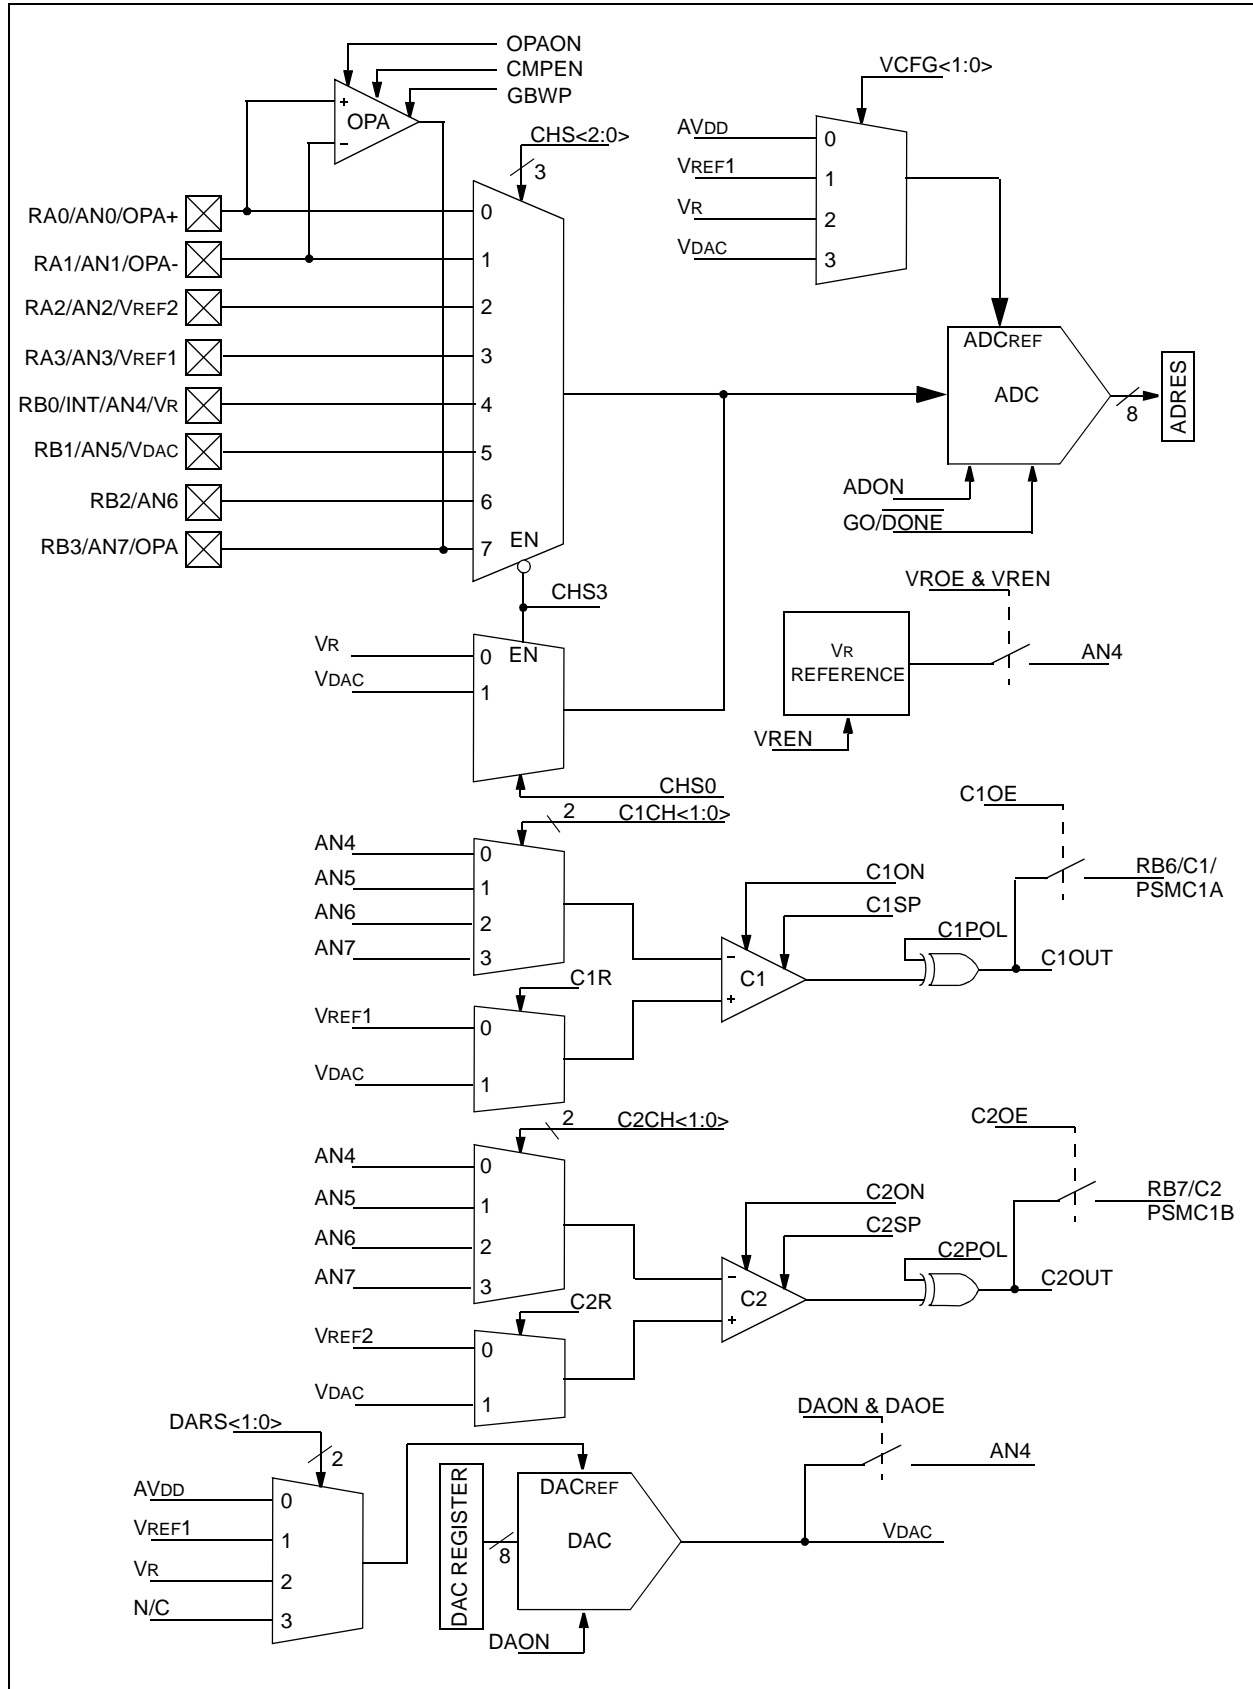 OPAON
CMPEN
GBWP
+
OPA
−
CHS<2:0>
3
VCFG<1:0>
AVDD
0
VREF1
1
VR
2
VDAC
3
RA0/AN0/OPA+
0
RA1/AN1/OPA-
1
RA2/AN2/VREF2
2
RA3/AN3/VREF1
3
RB0/INT/AN4/VR
4
RB1/AN5/VDAC
5
RB2/AN6
6
RB3/AN7/OPA
7
EN
ADCREF
ADC
8
ADRES
ADON
GO/DONE
CHS3
VR
0
EN
VDAC
1
CHS0
VROE & VREN
VR
REFERENCE
AN4
VREN
2
C1CH<1:0>
AN4
0
AN5
1
AN6
2
AN7
3
C1R
VREF1
0
VDAC
1
C1ON
C1SP
−
C1
+
C1POL
C1OUT
C1OE
RB6/C1/
PSMC1A
2
C2CH<1:0>
AN4
0
AN5
1
AN6
2
AN7
3
C2R
VREF2
0
VDAC
1
C2ON
C2SP
−
C2
+
C2POL
C2OUT
C2OE
RB7/C2
PSMC1B
DARS<1:0>
2
AVDD
0
VREF1
1
VR
2
N/C
3
DAC REGISTER
8
DACREF
DAC
DAON
DAON & DAOE
AN4
VDAC